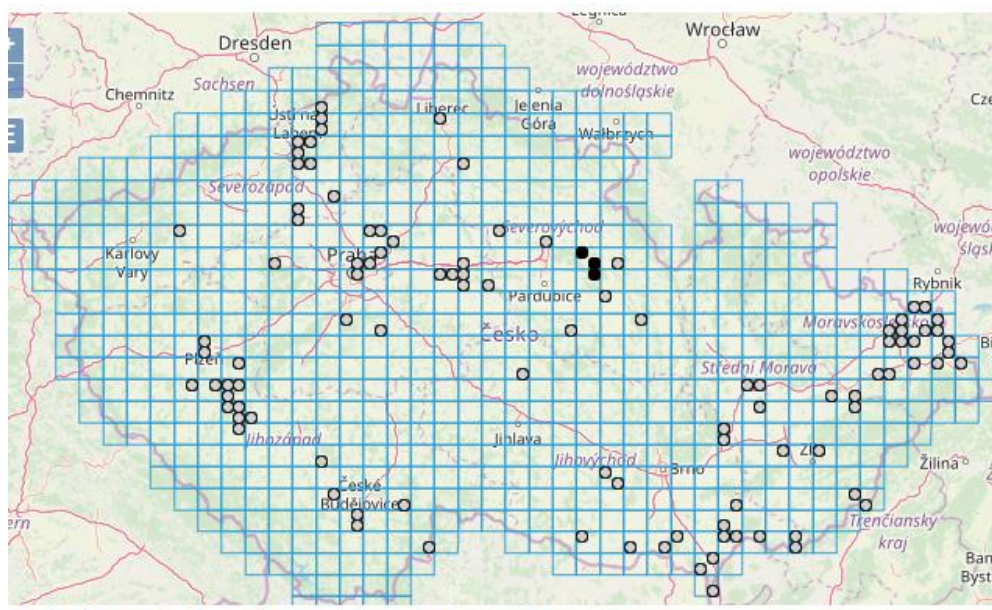 Legnica
Dresden
Wrocław
Sachsen
województwo
dolnośląskie
Chemnitz
Liberec
Jelenia
Góra
Ústí nad
Labem
Wałbrzych
Cze
województwo
opolskie
Severozápad
Severovýchod
Karlovy
Vary
Praha
Rybnik
Pardubice
Moravskoslezsko
Česko
Plzeň
Střední Morava
Jihlava
Jihozápad
Jihovýchod
Brno
Zlín
Žilina
České
Budějovice
Trenčiansky
kraj
ern
Ban
Byst